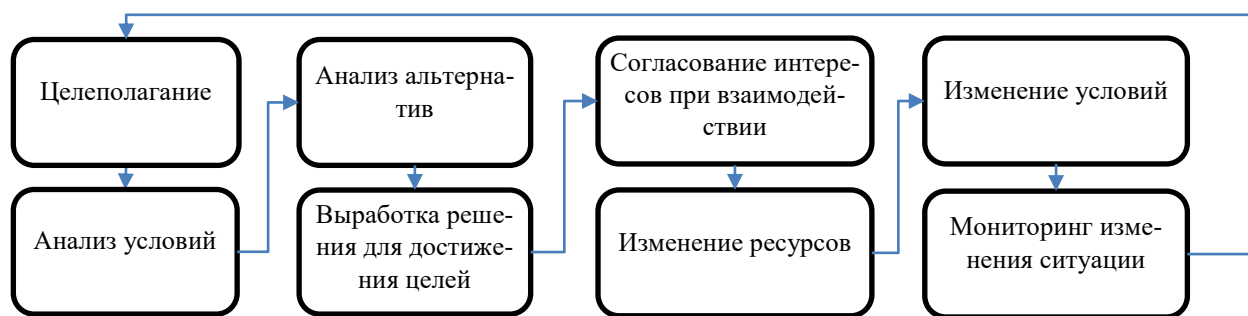 Целеполагание
Анализ условий
Анализ альтерна-
тив
Выработка реше-
ния для достиже-
ния целей
Согласование интере-
сов при взаимодей-
ствии
Изменение ресурсов
Изменение условий
Мониторинг изме-
нения ситуации